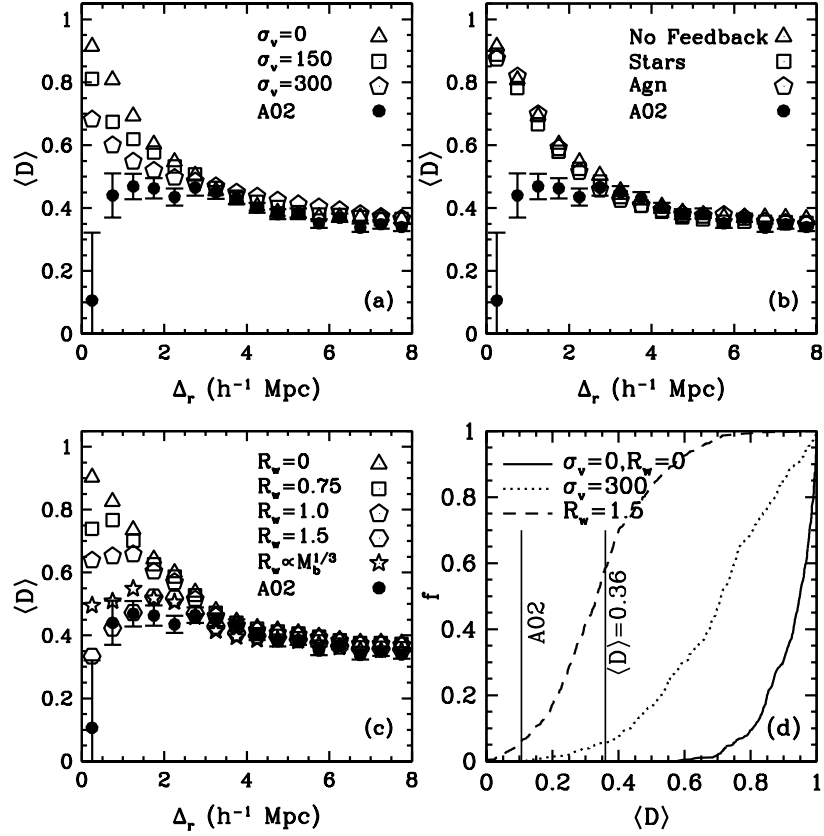 1
0.8
0.6
0.4
0.2
0
⟨D⟩
σv=0
σv=150
σv=300
A02
(a)
0 2 4 6 8
Δr (h⁻¹ Mpc)
1
0.8
0.6
0.4
0.2
0
⟨D⟩
No Feedback
Stars
Agn
A02
(b)
0 2 4 6 8
Δr (h⁻¹ Mpc)
1
0.8
0.6
0.4
0.2
0
⟨D⟩
Rw=0
Rw=0.75
Rw=1.0
Rw=1.5
Rw∝Mb^1/3
A02
(c)
0 2 4 6 8
Δr (h⁻¹ Mpc)
1
0.8
0.6
0.4
0.2
0
f
σv=0,Rw=0
σv=300
Rw=1.5
A02
⟨D⟩=0.36
(d)
0 0.2 0.4 0.6 0.8 1
⟨D⟩